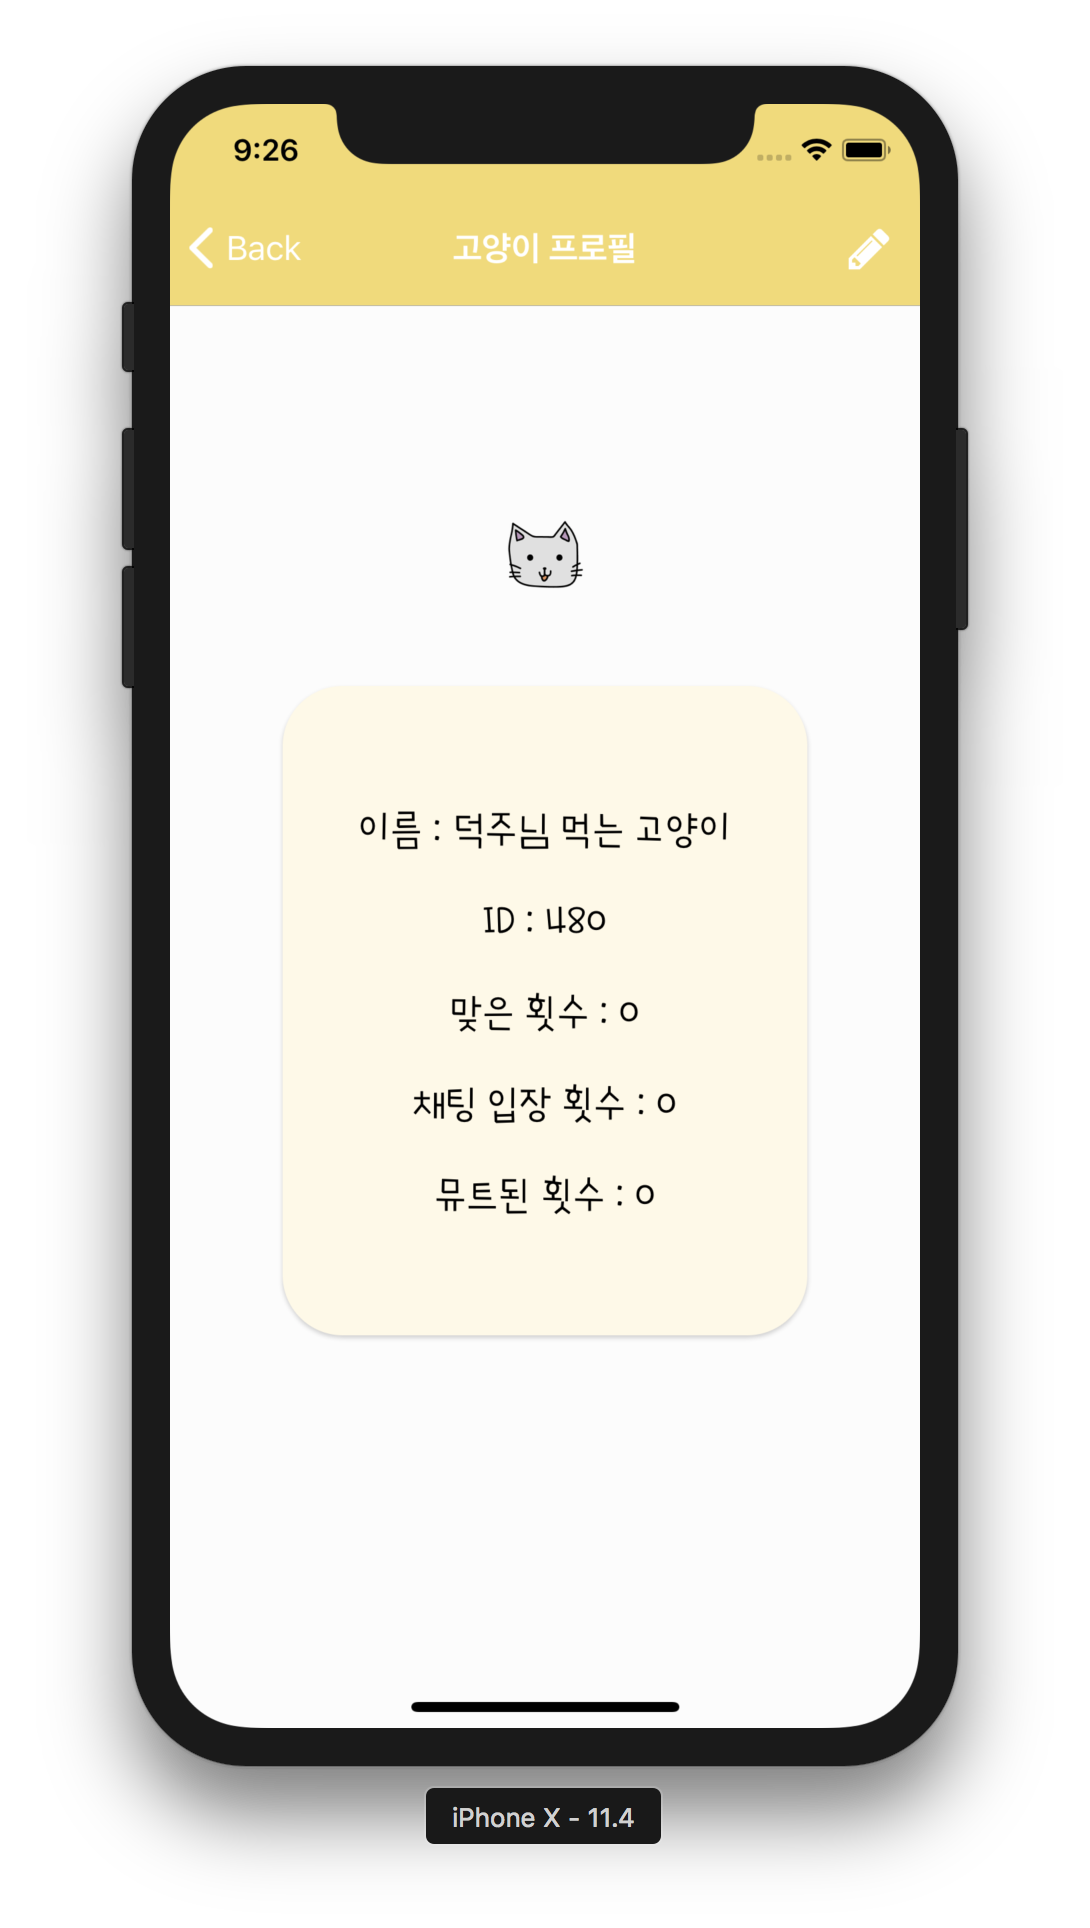 9:26
Back 고양이 프로필
이름 : 덕주님 먹는 고양이
ID : 480
맞은 횟수 : 0
채팅 입장 횟수 : 0
뮤트된 횟수 : 0
iPhone X - 11.4